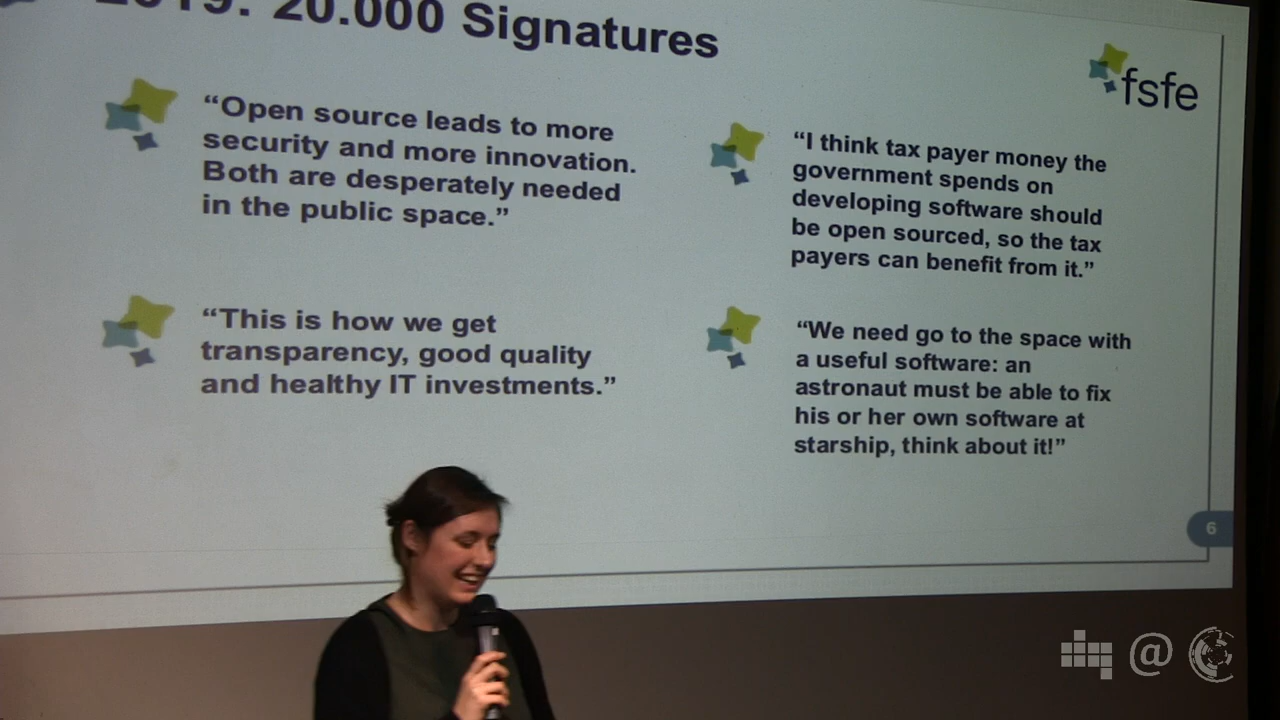 2019: 20.000 Signatures
fsfe
“Open source leads to more
security and more innovation.
Both are desperately needed
in the public space.”
“I think tax payer money the
government spends on
developing software should
be open sourced, so the tax
payers can benefit from it.”
“This is how we get
transparency, good quality
and healthy IT investments.”
“We need go to the space with
a useful software: an
astronaut must be able to fix
his or her own software at
starship, think about it!”
6
@